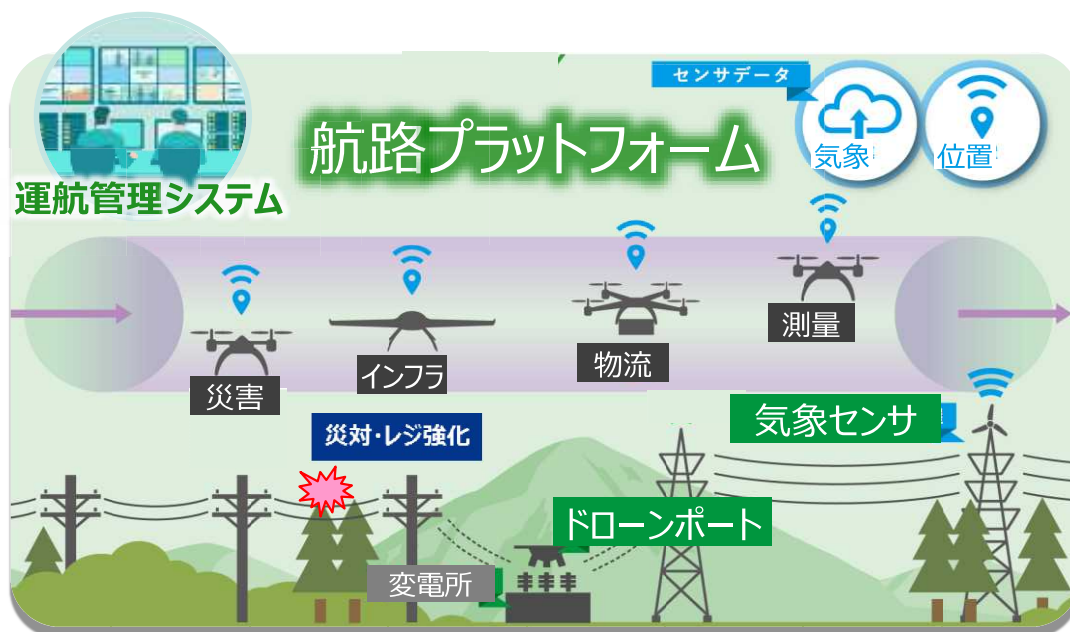 センサデータ
航路プラットフォーム
気象
位置
運航管理システム
災害
インフラ
物流
測量
災対・レジ強化
気象センサ
ドローンポート
変電所